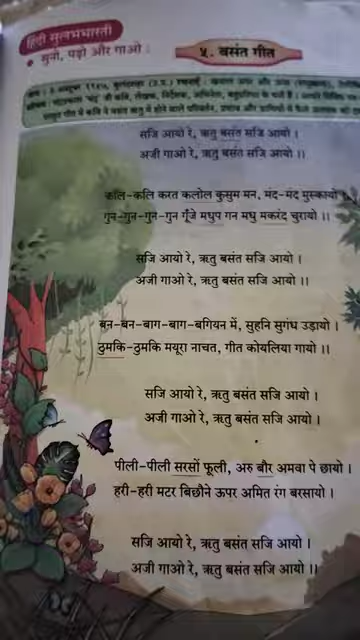 हिंदी सुलभभारती
• सुनो, पढ़ो और गाओ :
५. बसंत गीत
सजि आयो रे, ऋतु बसंत सजि आयो ।
अजी गाओ रे, ऋतु बसंत सजि आयो ।।
कलि-कलि करत कलोल कुसुम मन, मंद-मंद मुस्कायो ।
गुन-गुन-गुन-गुन गूँजे मधुप गन मधु मकरंद चुरायो ।।
सजि आयो रे, ऋतु बसंत सजि आयो ।
अजी गाओ रे, ऋतु बसंत सजि आयो ।।
बन-बन-बाग-बाग-बगियन में, सुहनि सुगंध उड़ायो ।
ठुमकि-ठुमकि मयूरा नाचत, गीत कोयलिया गायो ।।
सजि आयो रे, ऋतु बसंत सजि आयो ।
अजी गाओ रे, ऋतु बसंत सजि आयो ।।
पीली-पीली सरसों फूली, अरु बौर अमवा पे छायो ।
हरी-हरी मटर बिछौने ऊपर अमित रंग बरसायो ।
सजि आयो रे, ऋतु बसंत सजि आयो ।
अजी गाओ रे, ऋतु बसंत सजि आयो ।।